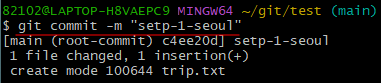 82102@LAPTOP-H8VAEPC9 MINGW64 ~/git/test (main)
$ git commit -m "setp-1-seoul"
[main (root-commit) c4ee20d] setp-1-seoul
 1 file changed, 1 insertion(+)
 create mode 100644 trip.txt